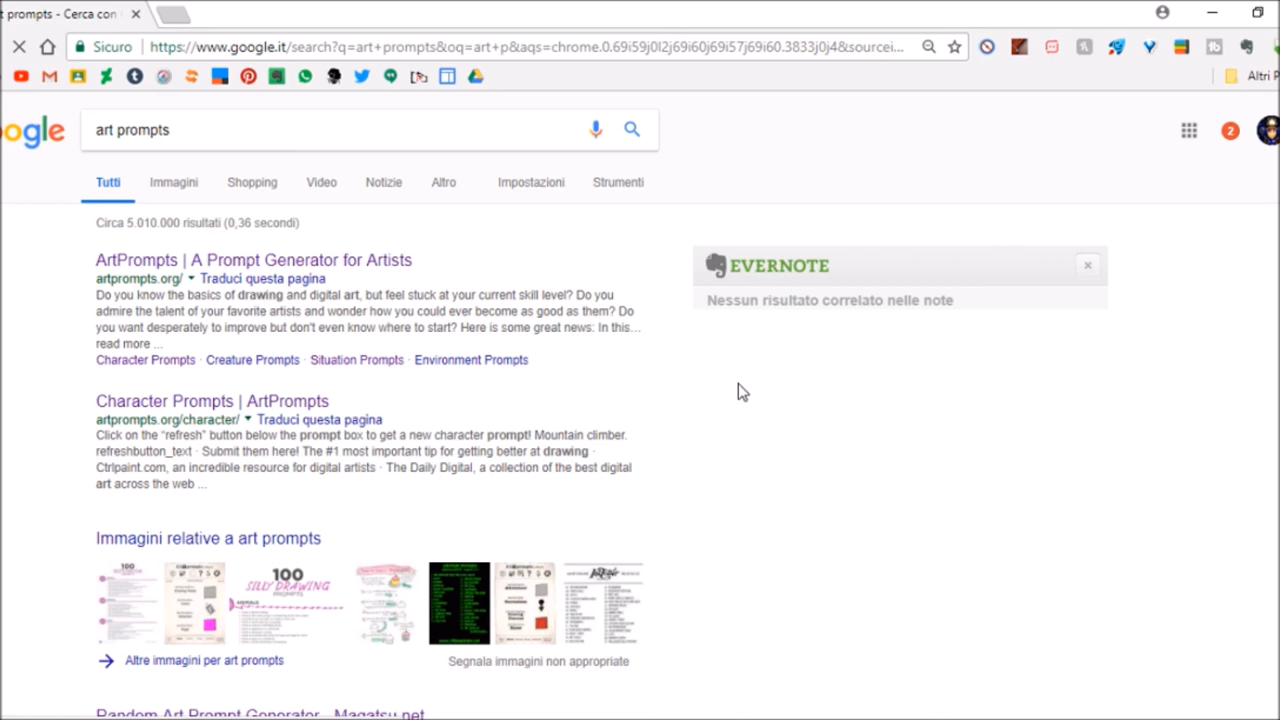 t prompts - Cerca con
Sicuro
https://www.google.it/search?q=art+prompts&oq=art+p&aqs=chrome.0.69i59j0l2j69i60j69i57j69i60.3833j0j4&sourcei...
Altri P
ogle
art prompts
2
Tutti Immagini Shopping Video Notizie Altro Impostazioni Strumenti
Circa 5.010.000 risultati (0,36 secondi)
ArtPrompts | A Prompt Generator for Artists
artprompts.org/ Traduci questa pagina
Do you know the basics of drawing and digital art, but feel stuck at your current skill level? Do you
admire the talent of your favorite artists and wonder how you could ever become as good as them? Do
you want desperately to improve but don't even know where to start? Here is some great news: In this...
read more ...
Character Prompts · Creature Prompts · Situation Prompts · Environment Prompts
EVERNOTE
Nessun risultato correlato nelle note
Character Prompts | ArtPrompts
artprompts.org/character/ Traduci questa pagina
Click on the “refresh” button below the prompt box to get a new character prompt! Mountain climber.
refreshbutton_text · Submit them here! The #1 most important tip for getting better at drawing ·
Ctrlpaint.com, an incredible resource for digital artists · The Daily Digital, a collection of the best digital
art across the web ...
Immagini relative a art prompts
100
100
SILLY DRAWING
Altre immagini per art prompts
Segnala immagini non appropriate
Random Art Prompt Generator - Magatsu.net